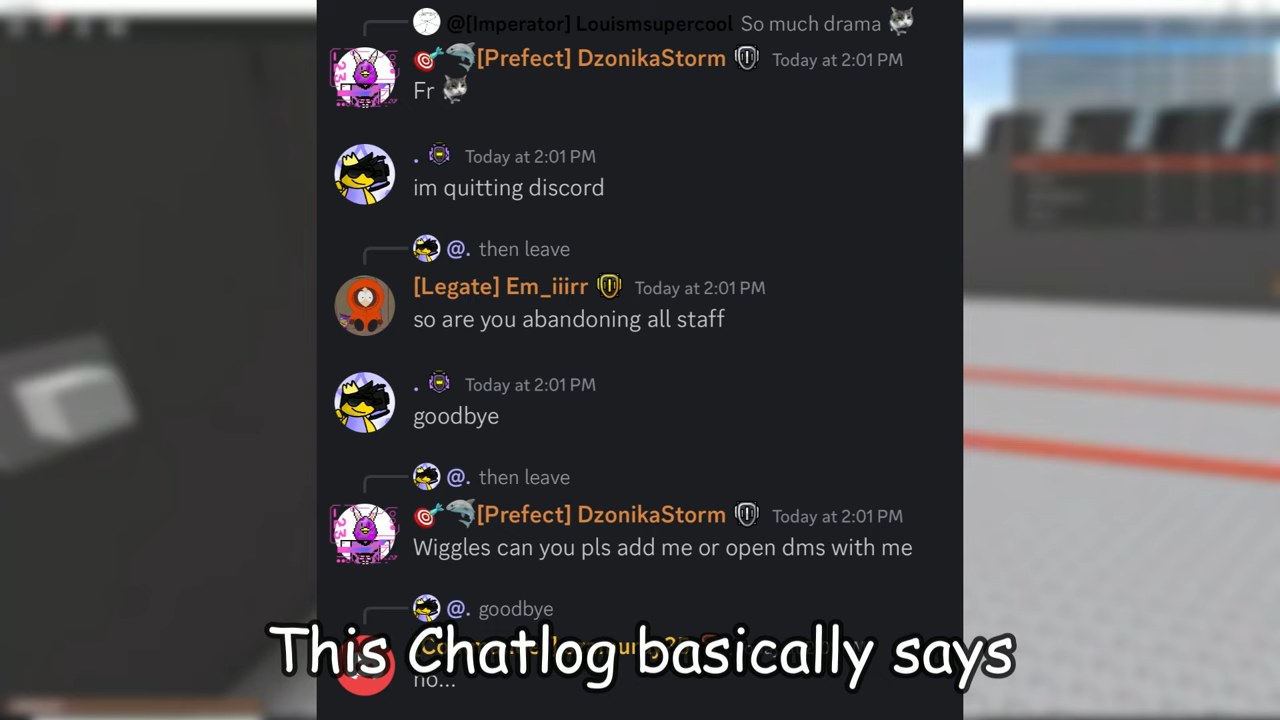 @[Imperator] Louismsupercool So much drama
[Prefect] DzonikaStorm Today at 2:01 PM
Fr
. Today at 2:01 PM
im quitting discord
@. then leave
[Legate] Em_iiirr Today at 2:01 PM
so are you abandoning all staff
. Today at 2:01 PM
goodbye
@. then leave
[Prefect] DzonikaStorm Today at 2:01 PM
Wiggles can you pls add me or open dms with me
@. goodbye
This Chatlog basically says
no...